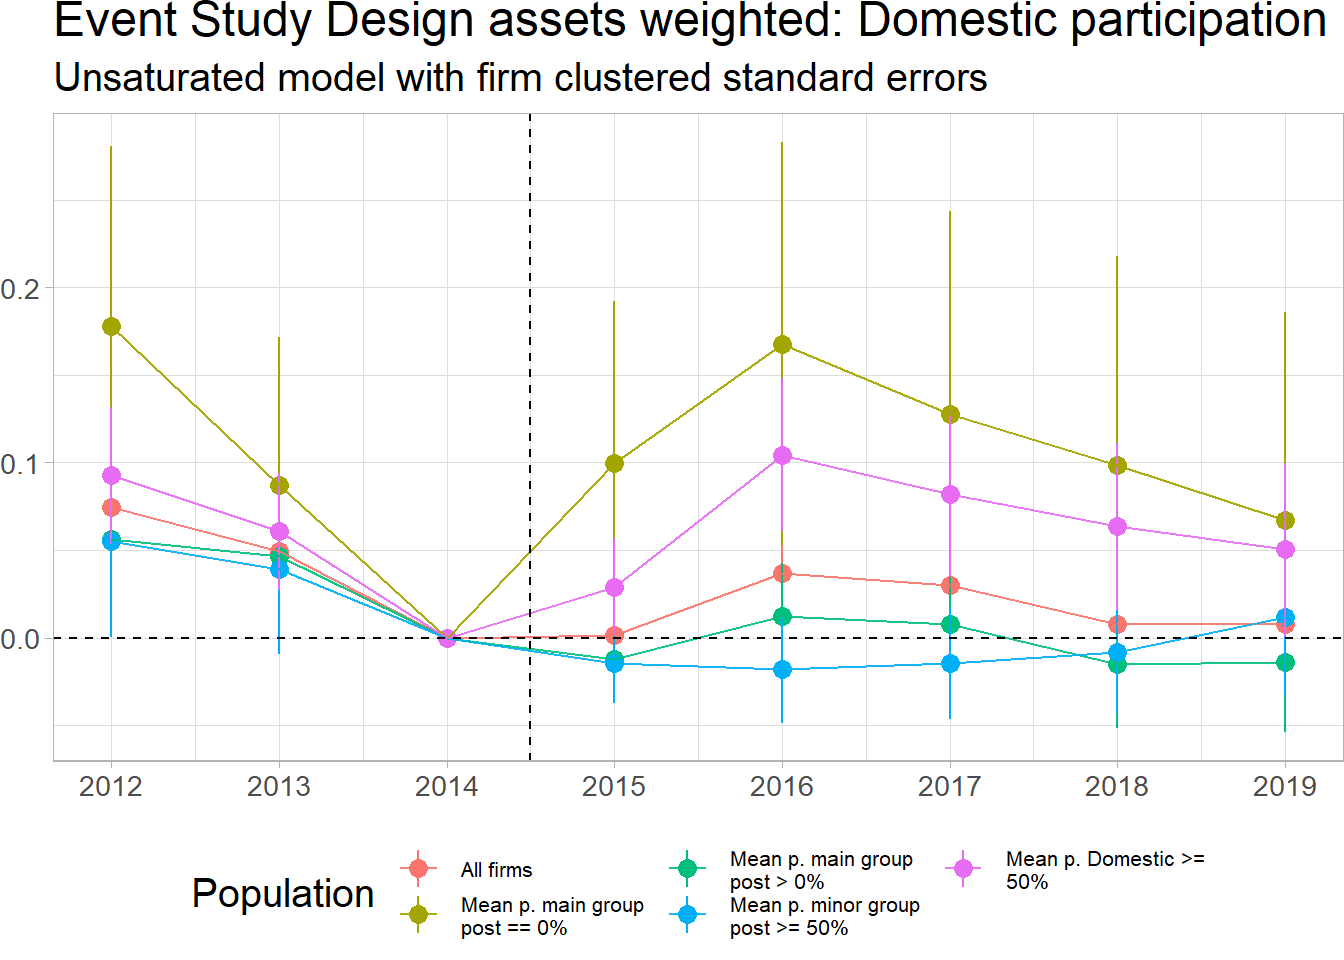 Event Study Design assets weighted: Domestic participation
Unsaturated model with firm clustered standard errors
0.2
0.1
0.0
2012 2013 2014 2015 2016 2017 2018 2019
Population
All firms
Mean p. main group
post == 0%
Mean p. main group
post > 0%
Mean p. minor group
post >= 50%
Mean p. Domestic >=
50%